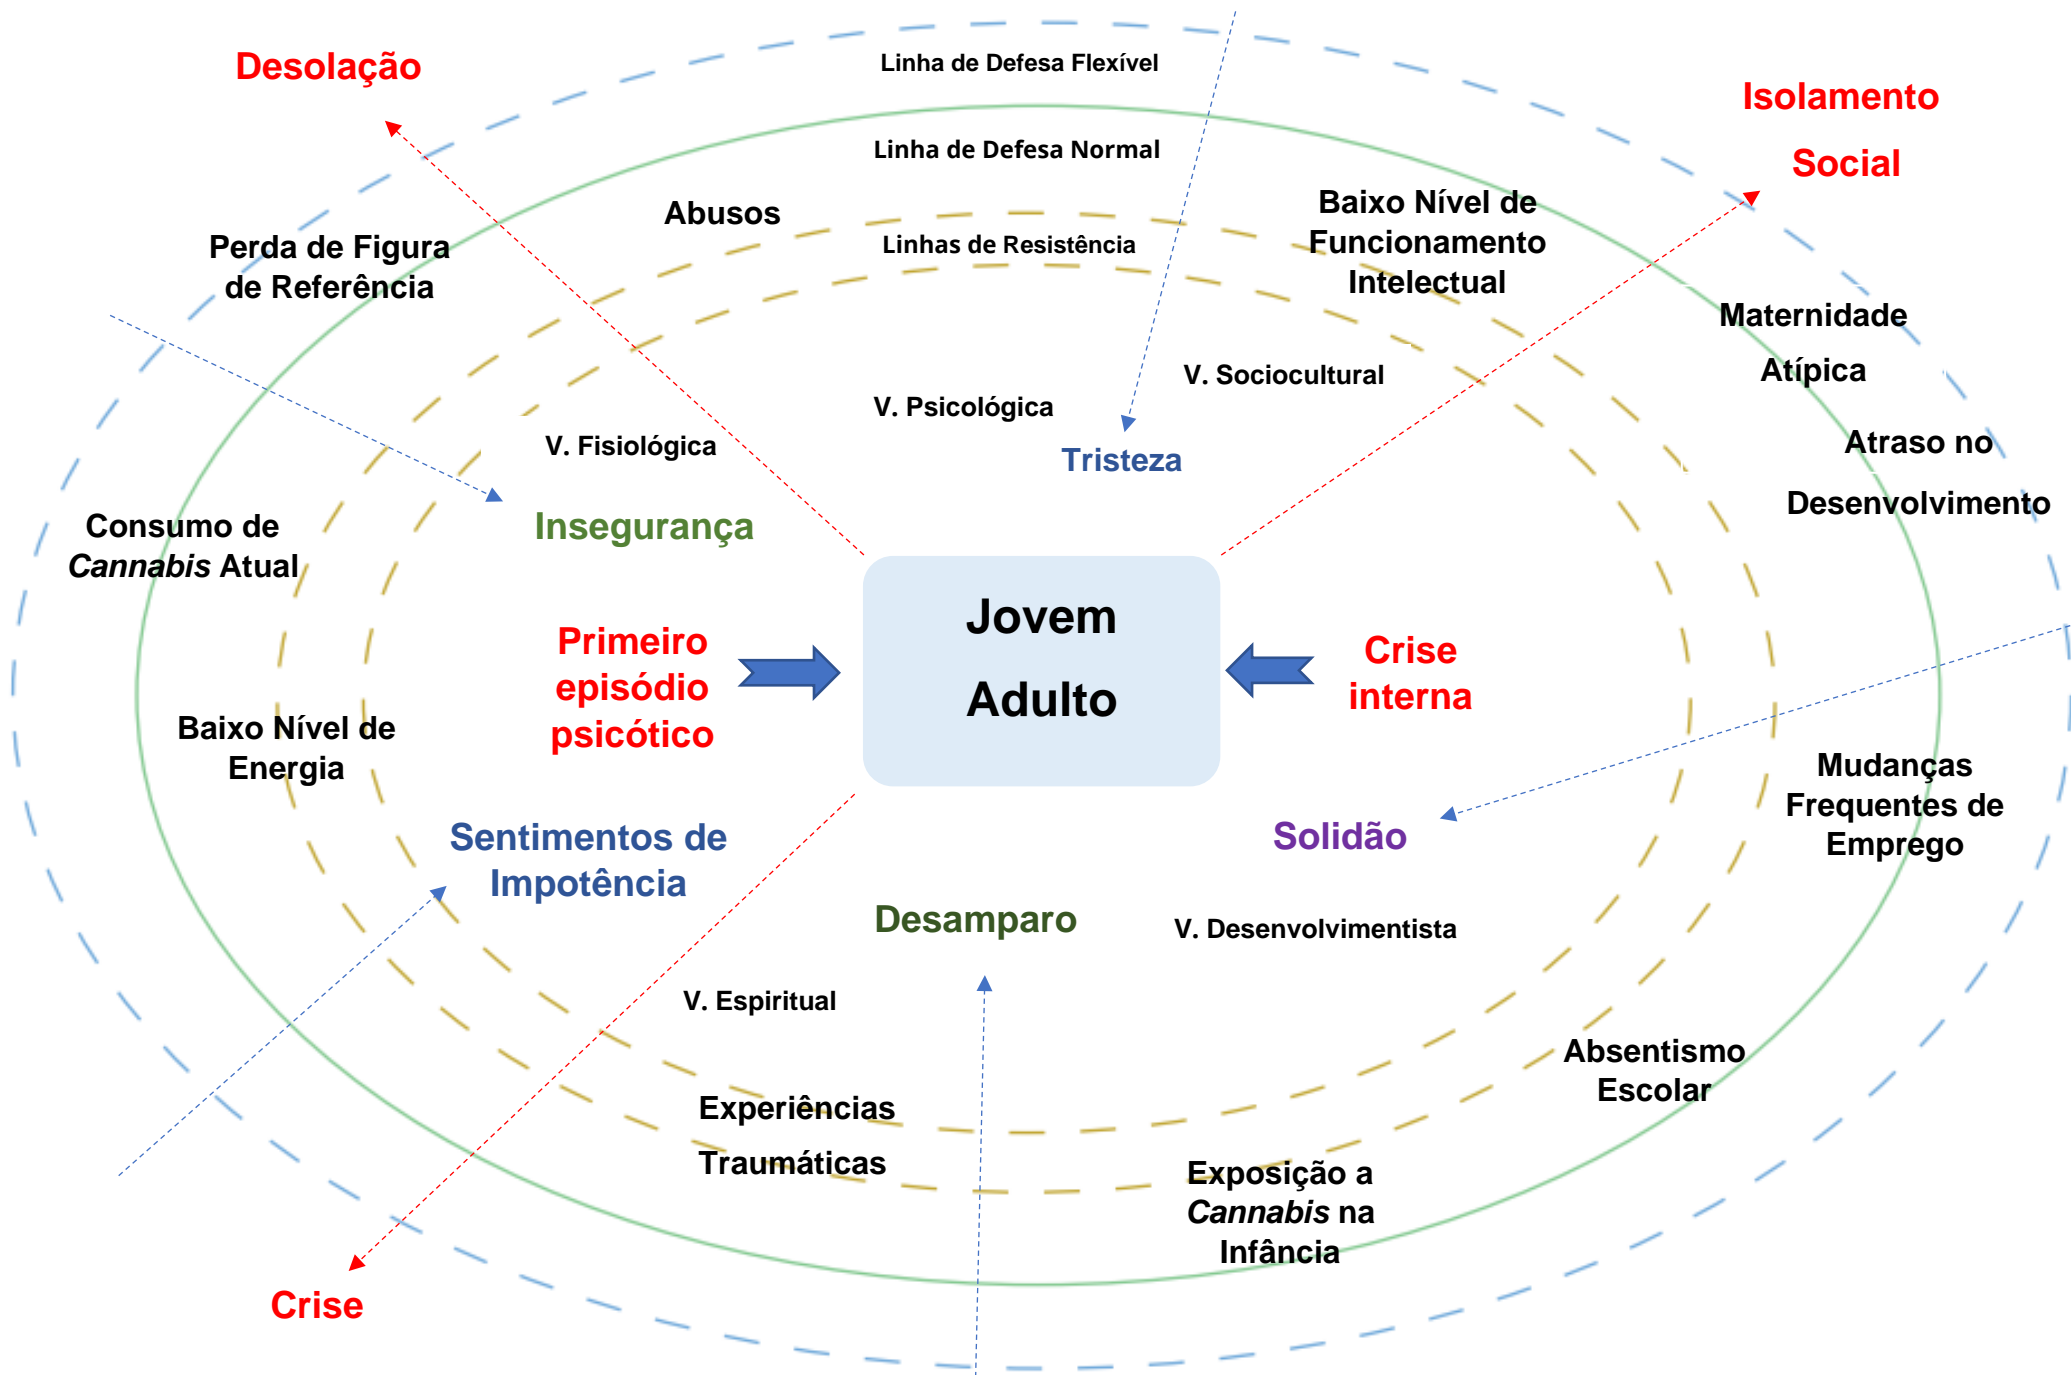 Desolação
Linha de Defesa Flexível
Isolamento
Social
Linha de Defesa Normal
Abusos
Baixo Nível de
Funcionamento
Intelectual
Linhas de Resistência
Perda de Figura
de Referência
Maternidade
Atípica
V. Sociocultural
V. Psicológica
V. Fisiológica
Tristeza
Atraso no
Desenvolvimento
Insegurança
Consumo de
Cannabis Atual
Jovem
Adulto
Primeiro
episódio
psicótico
Crise
interna
Baixo Nível de
Energia
Mudanças
Frequentes de
Emprego
Sentimentos de
Impotência
Solidão
Desamparo
V. Desenvolvimentista
V. Espiritual
Absentismo
Escolar
Experiências
Traumáticas
Exposição a
Cannabis na
Infância
Crise